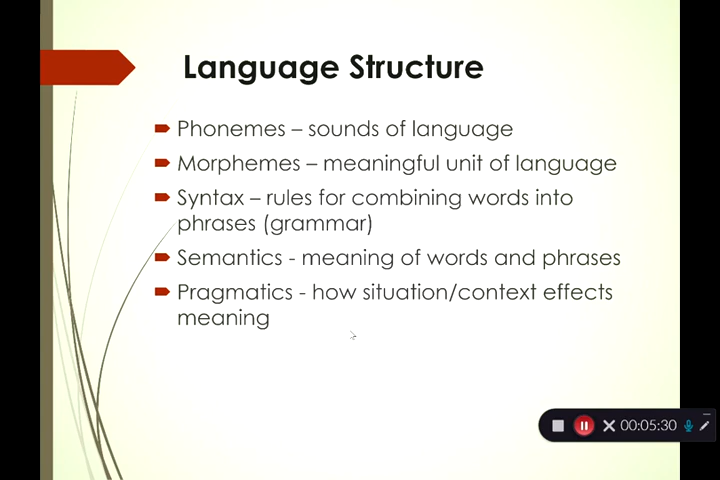 Language Structure
Phonemes – sounds of language
Morphemes – meaningful unit of language
Syntax – rules for combining words into
phrases (grammar)
Semantics - meaning of words and phrases
Pragmatics - how situation/context effects
meaning
00:05:30